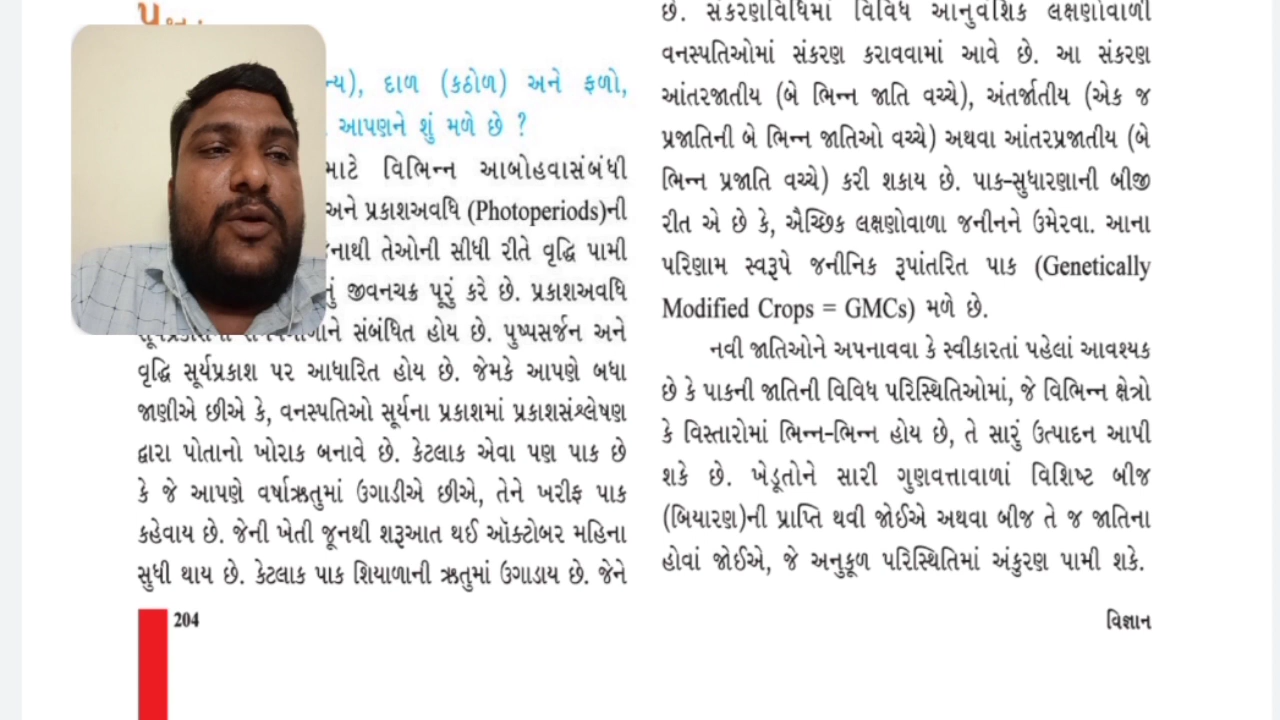 ન્ય), દાળ (કઠોળ) અને ફળો,
આપણને શું મળે છે ?
માટે વિભિન્ન આબોહવાસંબંધી
અને પ્રકાશઅવધિ (Photoperiods)ની
જેનાથી તેઓની સીધી રીતે વૃદ્ધિ પામી
જીવનચક્ર પૂરું કરે છે. પ્રકાશઅવધિ
સંબંધિત હોય છે. પુષ્પસર્જન અને
વૃદ્ધિ સૂર્યપ્રકાશ પર આધારિત હોય છે. જેમકે આપણે બધા
જાણીએ છીએ કે, વનસ્પતિઓ સૂર્યના પ્રકાશમાં પ્રકાશસંશ્લેષણ
દ્વારા પોતાનો ખોરાક બનાવે છે. કેટલાક એવા પણ પાક છે
કે જે આપણે વર્ષાઋતુમાં ઉગાડીએ છીએ, તેને ખરીફ પાક
કહેવાય છે. જેની ખેતી જૂનથી શરૂઆત થઈ ઑક્ટોબર મહિના
સુધી થાય છે. કેટલાક પાક શિયાળાની ઋતુમાં ઉગાડાય છે. જેને
204
છે. સંકરણવિધિમાં વિવિધ આનુવંશિક લક્ષણોવાળી
વનસ્પતિઓમાં સંકરણ કરાવવામાં આવે છે. આ સંકરણ
આંતરજાતીય (બે ભિન્ન જાતિ વચ્ચે), અંતર્જાતીય (એક જ
પ્રજાતિની બે ભિન્ન જાતિઓ વચ્ચે) અથવા આંતરપ્રજાતીય (બે
ભિન્ન પ્રજાતિ વચ્ચે) કરી શકાય છે. પાક-સુધારણાની બીજી
રીત એ છે કે, ઐચ્છિક લક્ષણોવાળા જનીનને ઉમેરવા. આના
પરિણામ સ્વરૂપે જનીનિક રૂપાંતરિત પાક (Genetically
Modified Crops = GMCs) મળે છે.
નવી જાતિઓને અપનાવવા કે સ્વીકારતાં પહેલાં આવશ્યક
છે કે પાકની જાતિની વિવિધ પરિસ્થિતિઓમાં, જે વિભિન્ન ક્ષેત્રો
કે વિસ્તારોમાં ભિન્ન-ભિન્ન હોય છે, તે સારું ઉત્પાદન આપી
શકે છે. ખેડૂતોને સારી ગુણવત્તાવાળાં વિશિષ્ટ બીજ
(બિયારણ)ની પ્રાપ્તિ થવી જોઈએ અથવા બીજ તે જ જાતિના
હોવાં જોઈએ, જે અનુકૂળ પરિસ્થિતિમાં અંકુરણ પામી શકે.
વિજ્ઞાન